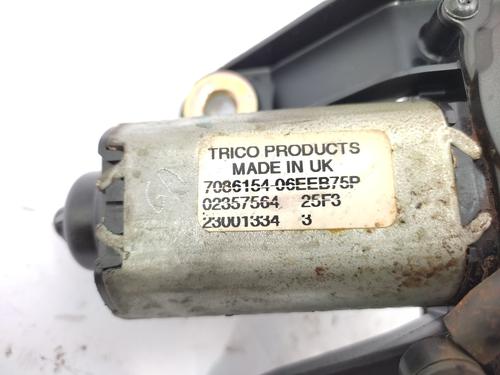 TRICO PRODUCTS
MADE IN UK
7086154-06EEB75P
02357564 25F3
23001334 3